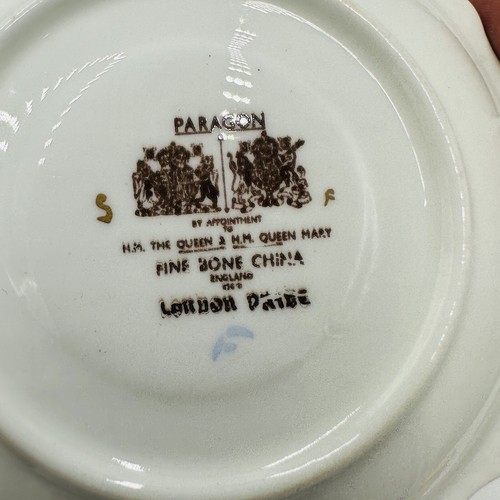 PARAGON
S F
BY APPOINTMENT
TO
H.M. THE QUEEN & H.M. QUEEN MARY
FINE BONE CHINA
ENGLAND
LONDON PRIDE
F